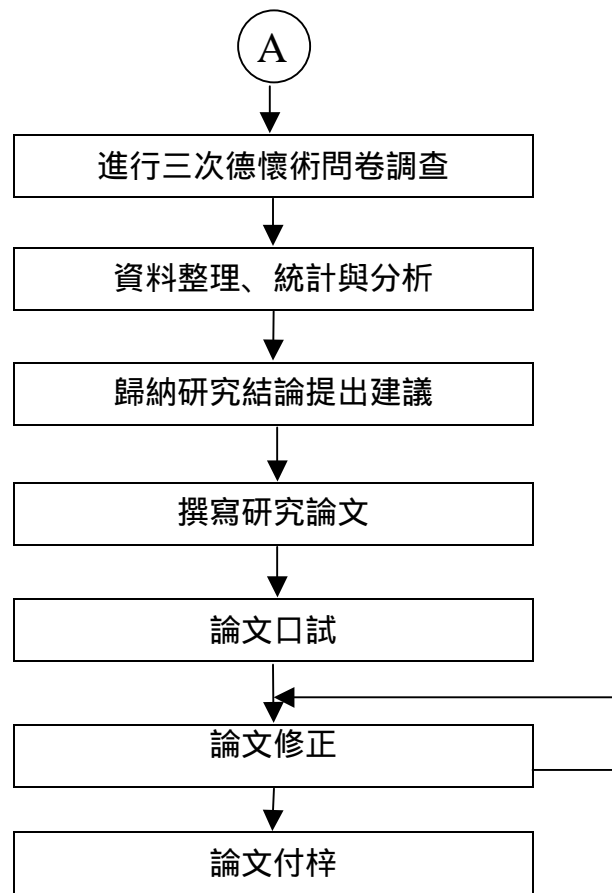 A
進行三次德懷術問卷調查
資料整理、統計與分析
歸納研究結論提出建議
撰寫研究論文
論文口試
論文修正
論文付梓